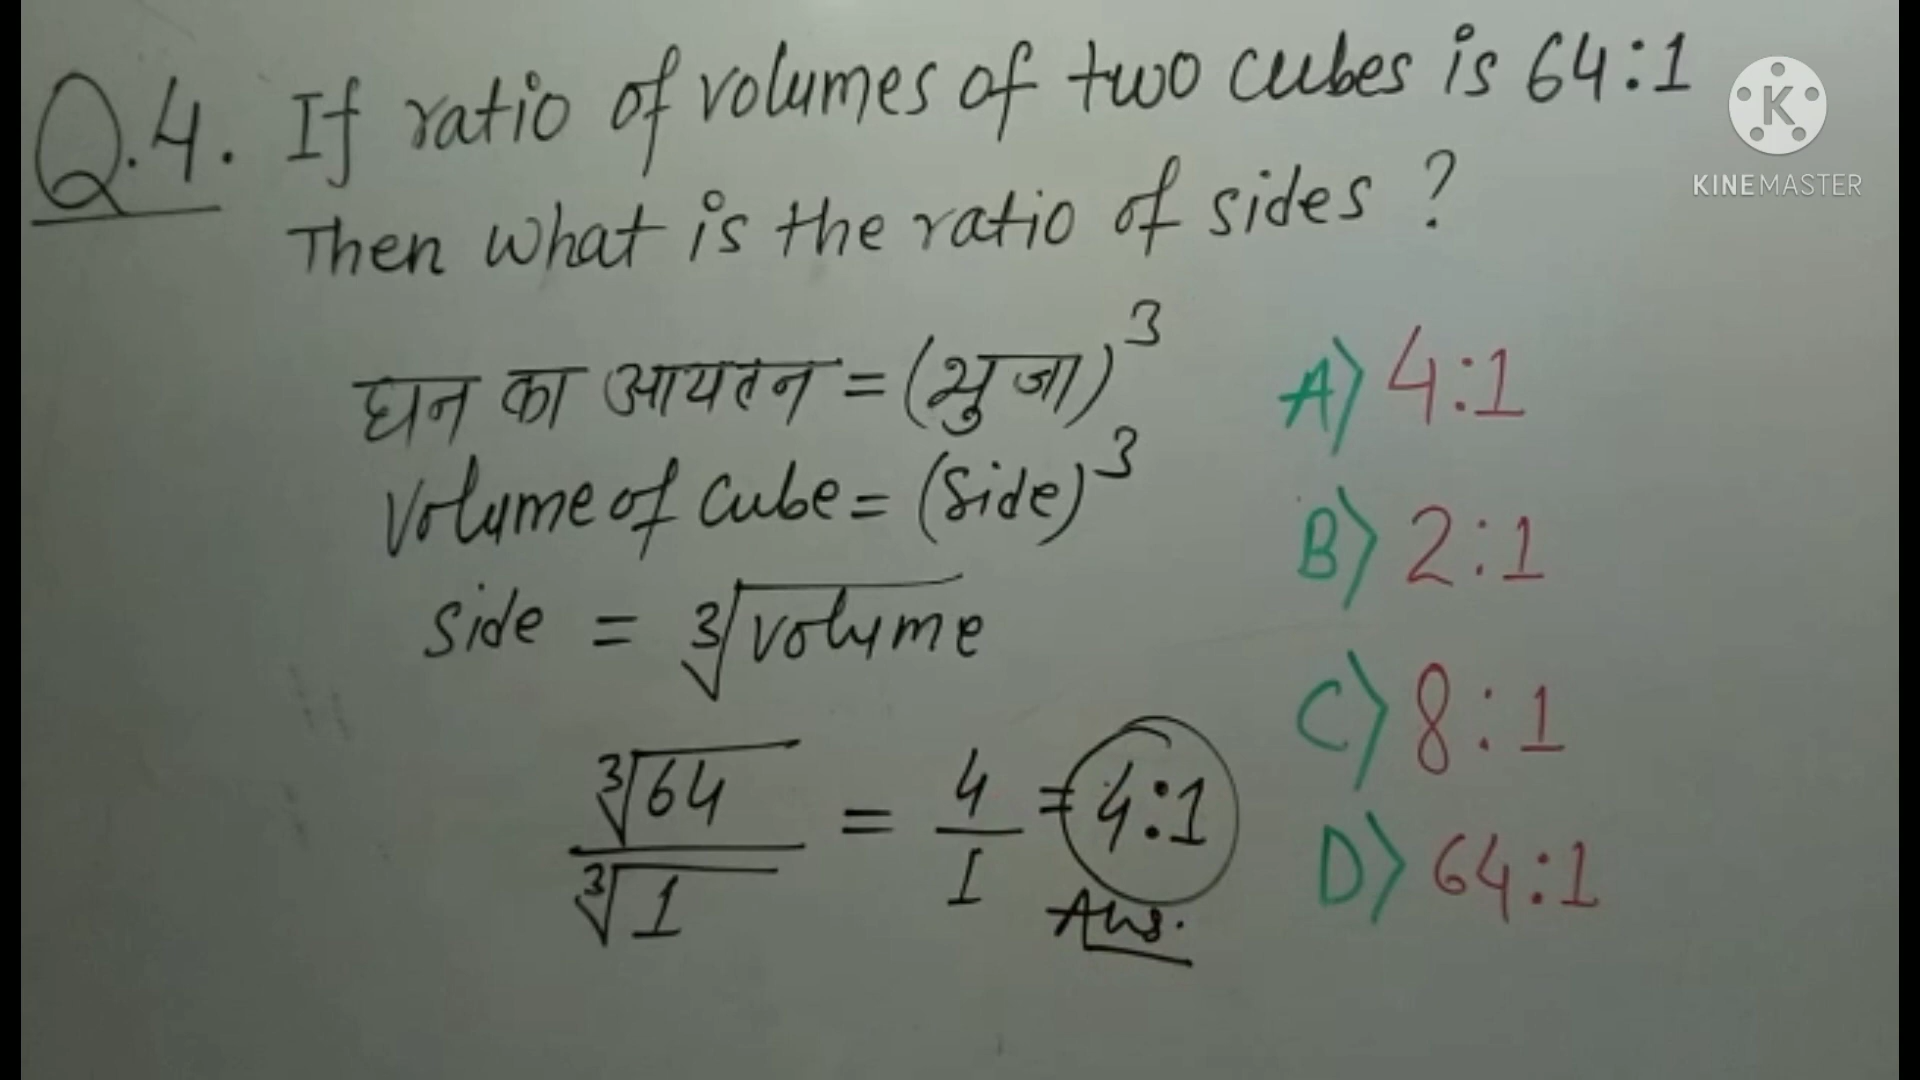 Q.4. If ratio of volumes of two cubes is 64:1
Then what is the ratio of sides ?
घन का आयतन = (भुजा)³
volume of cube = (side)³
side = ∛volume
∛64 / ∛1 = 4/1 = 4:1
Ans.
A) 4:1
B) 2:1
C) 8:1
D) 64:1
K
KINEMASTER